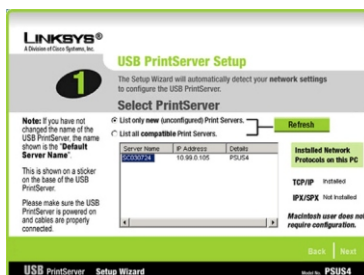 LINKSYS®
A Division of Cisco Systems, Inc.
USB PrintServer Setup
1
The Setup Wizard will automatically detect your network settings
to configure the USB PrintServer.
Select PrintServer
Note: If you have not
changed the name of the
USB PrintServer, the name
shown is the "Default
Server Name".
This is shown on a sticker
on the base of the USB
PrintServer.
Please make sure the USB
PrintServer is powered on
and cables are properly
connected.
List only new (unconfigured) Print Servers.
List all compatible Print Servers.
Refresh
Server Name IP Address Details
SC030724 10.99.0.105 PSUS4
Installed Network
Protocols on this PC
TCP/IP Installed
IPX/SPX Not Installed
Macintosh user does not
require configuration.
Back Next
USB PrintServer Setup Wizard Model No. PSUS4